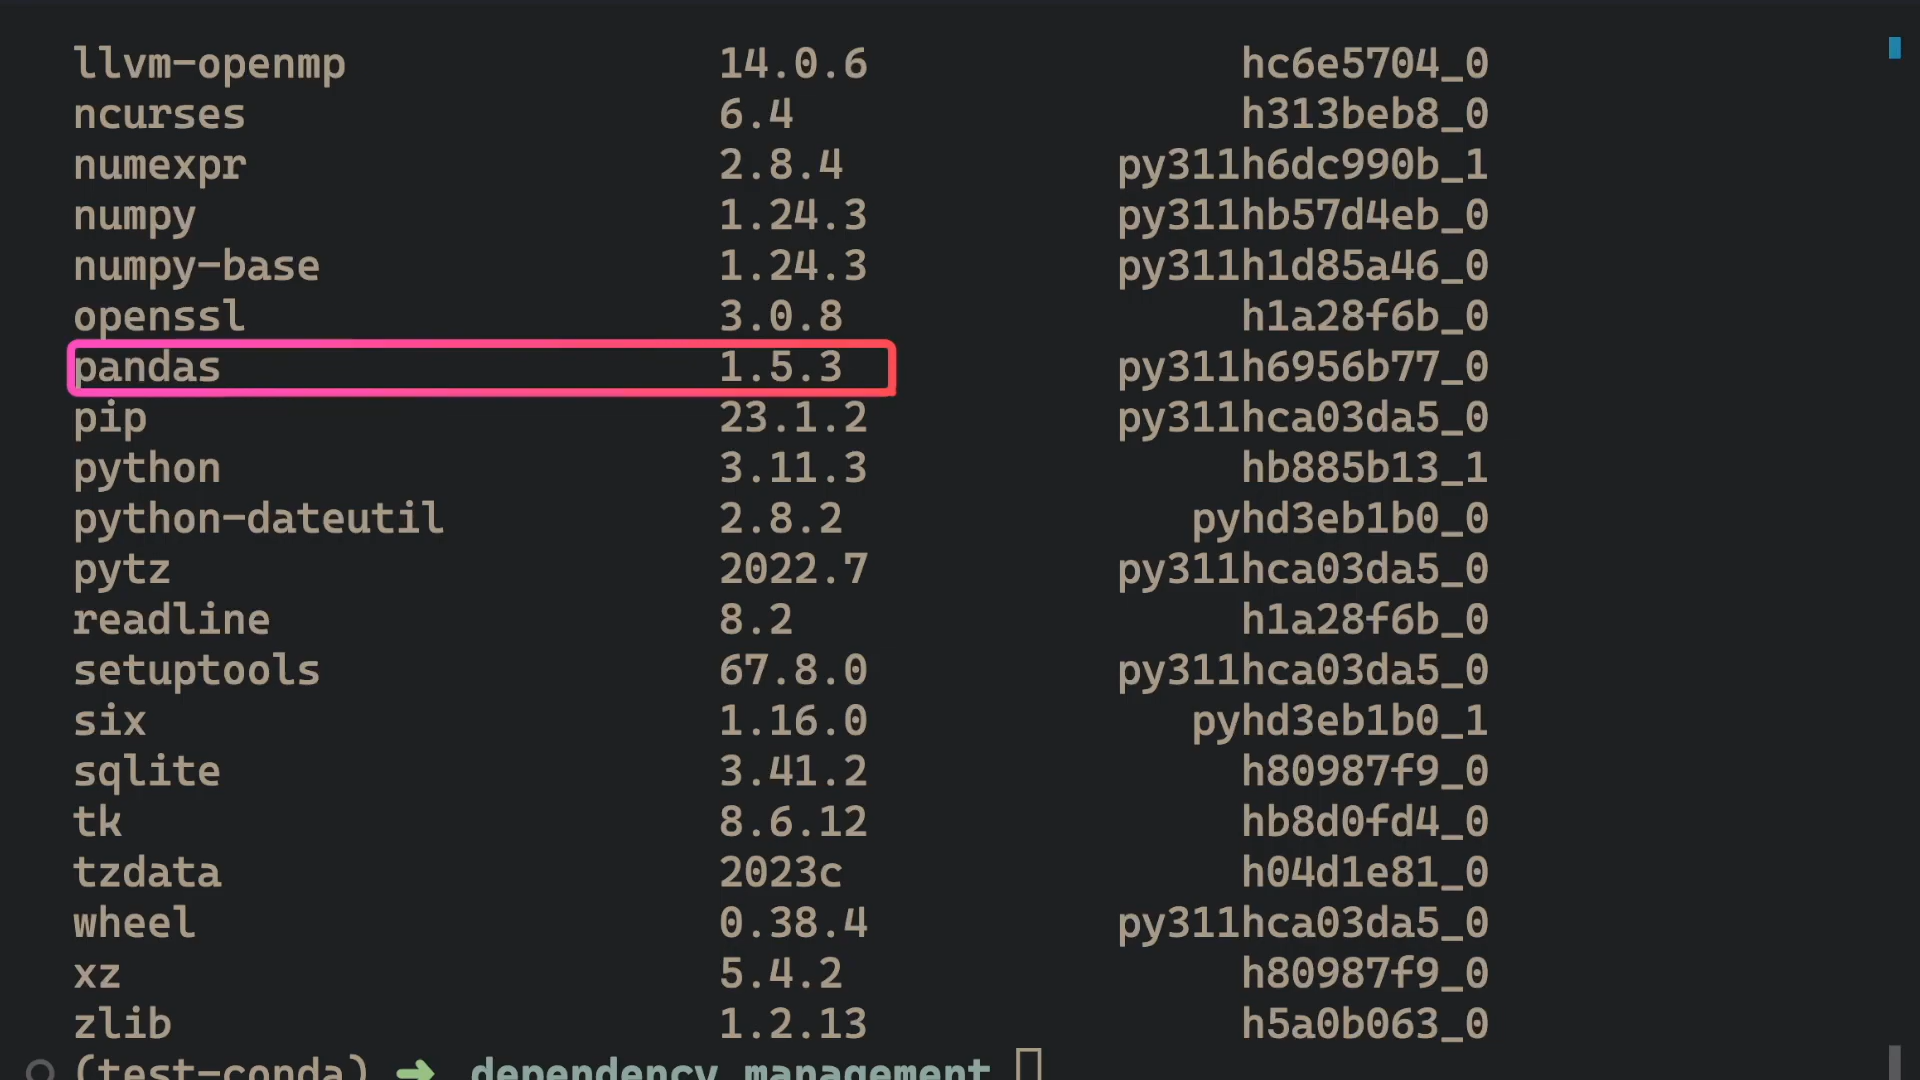 llvm-openmp 14.0.6 hc6e5704_0
ncurses 6.4 h313beb8_0
numexpr 2.8.4 py311h6dc990b_1
numpy 1.24.3 py311hb57d4eb_0
numpy-base 1.24.3 py311h1d85a46_0
openssl 3.0.8 h1a28f6b_0
pandas 1.5.3 py311h6956b77_0
pip 23.1.2 py311hca03da5_0
python 3.11.3 hb885b13_1
python-dateutil 2.8.2 pyhd3eb1b0_0
pytz 2022.7 py311hca03da5_0
readline 8.2 h1a28f6b_0
setuptools 67.8.0 py311hca03da5_0
six 1.16.0 pyhd3eb1b0_1
sqlite 3.41.2 h80987f9_0
tk 8.6.12 hb8d0fd4_0
tzdata 2023c h04d1e81_0
wheel 0.38.4 py311hca03da5_0
xz 5.4.2 h80987f9_0
zlib 1.2.13 h5a0b063_0
(test-conda) ➜ dependency management